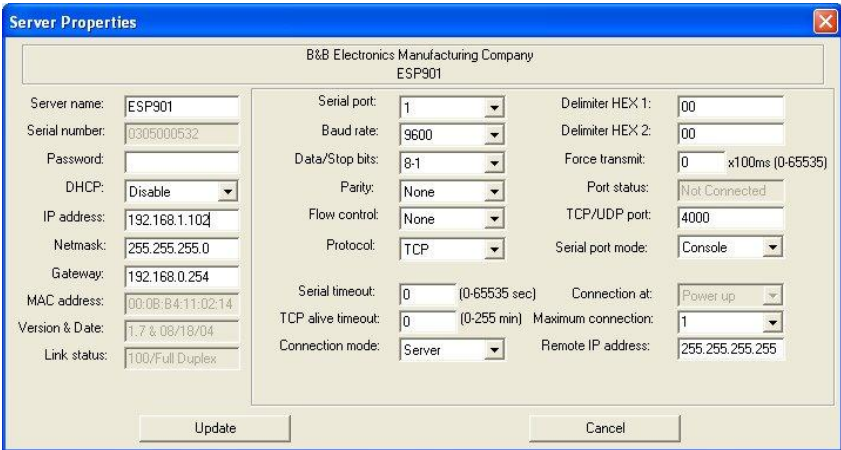 Server Properties
B&B Electronics Manufacturing Company
ESP901
Server name: ESP901
Serial number: 0305000532
Password:
DHCP: Disable
IP address: 192.168.1.102
Netmask: 255.255.255.0
Gateway: 192.168.0.254
MAC address: 00:0B:B4:11:02:14
Version & Date: 1.7 & 08/18/04
Link status: 100/Full Duplex
Serial port: 1
Baud rate: 9600
Data/Stop bits: 8-1
Parity: None
Flow control: None
Protocol: TCP
Serial timeout: 0 (0-65535 sec)
TCP alive timeout: 0 (0-255 min)
Connection mode: Server
Delimiter HEX 1: 00
Delimiter HEX 2: 00
Force transmit: 0 x100ms (0-65535)
Port status: Not Connected
TCP/UDP port: 4000
Serial port mode: Console
Connection at: Power up
Maximum connection: 1
Remote IP address: 255.255.255.255
Update
Cancel